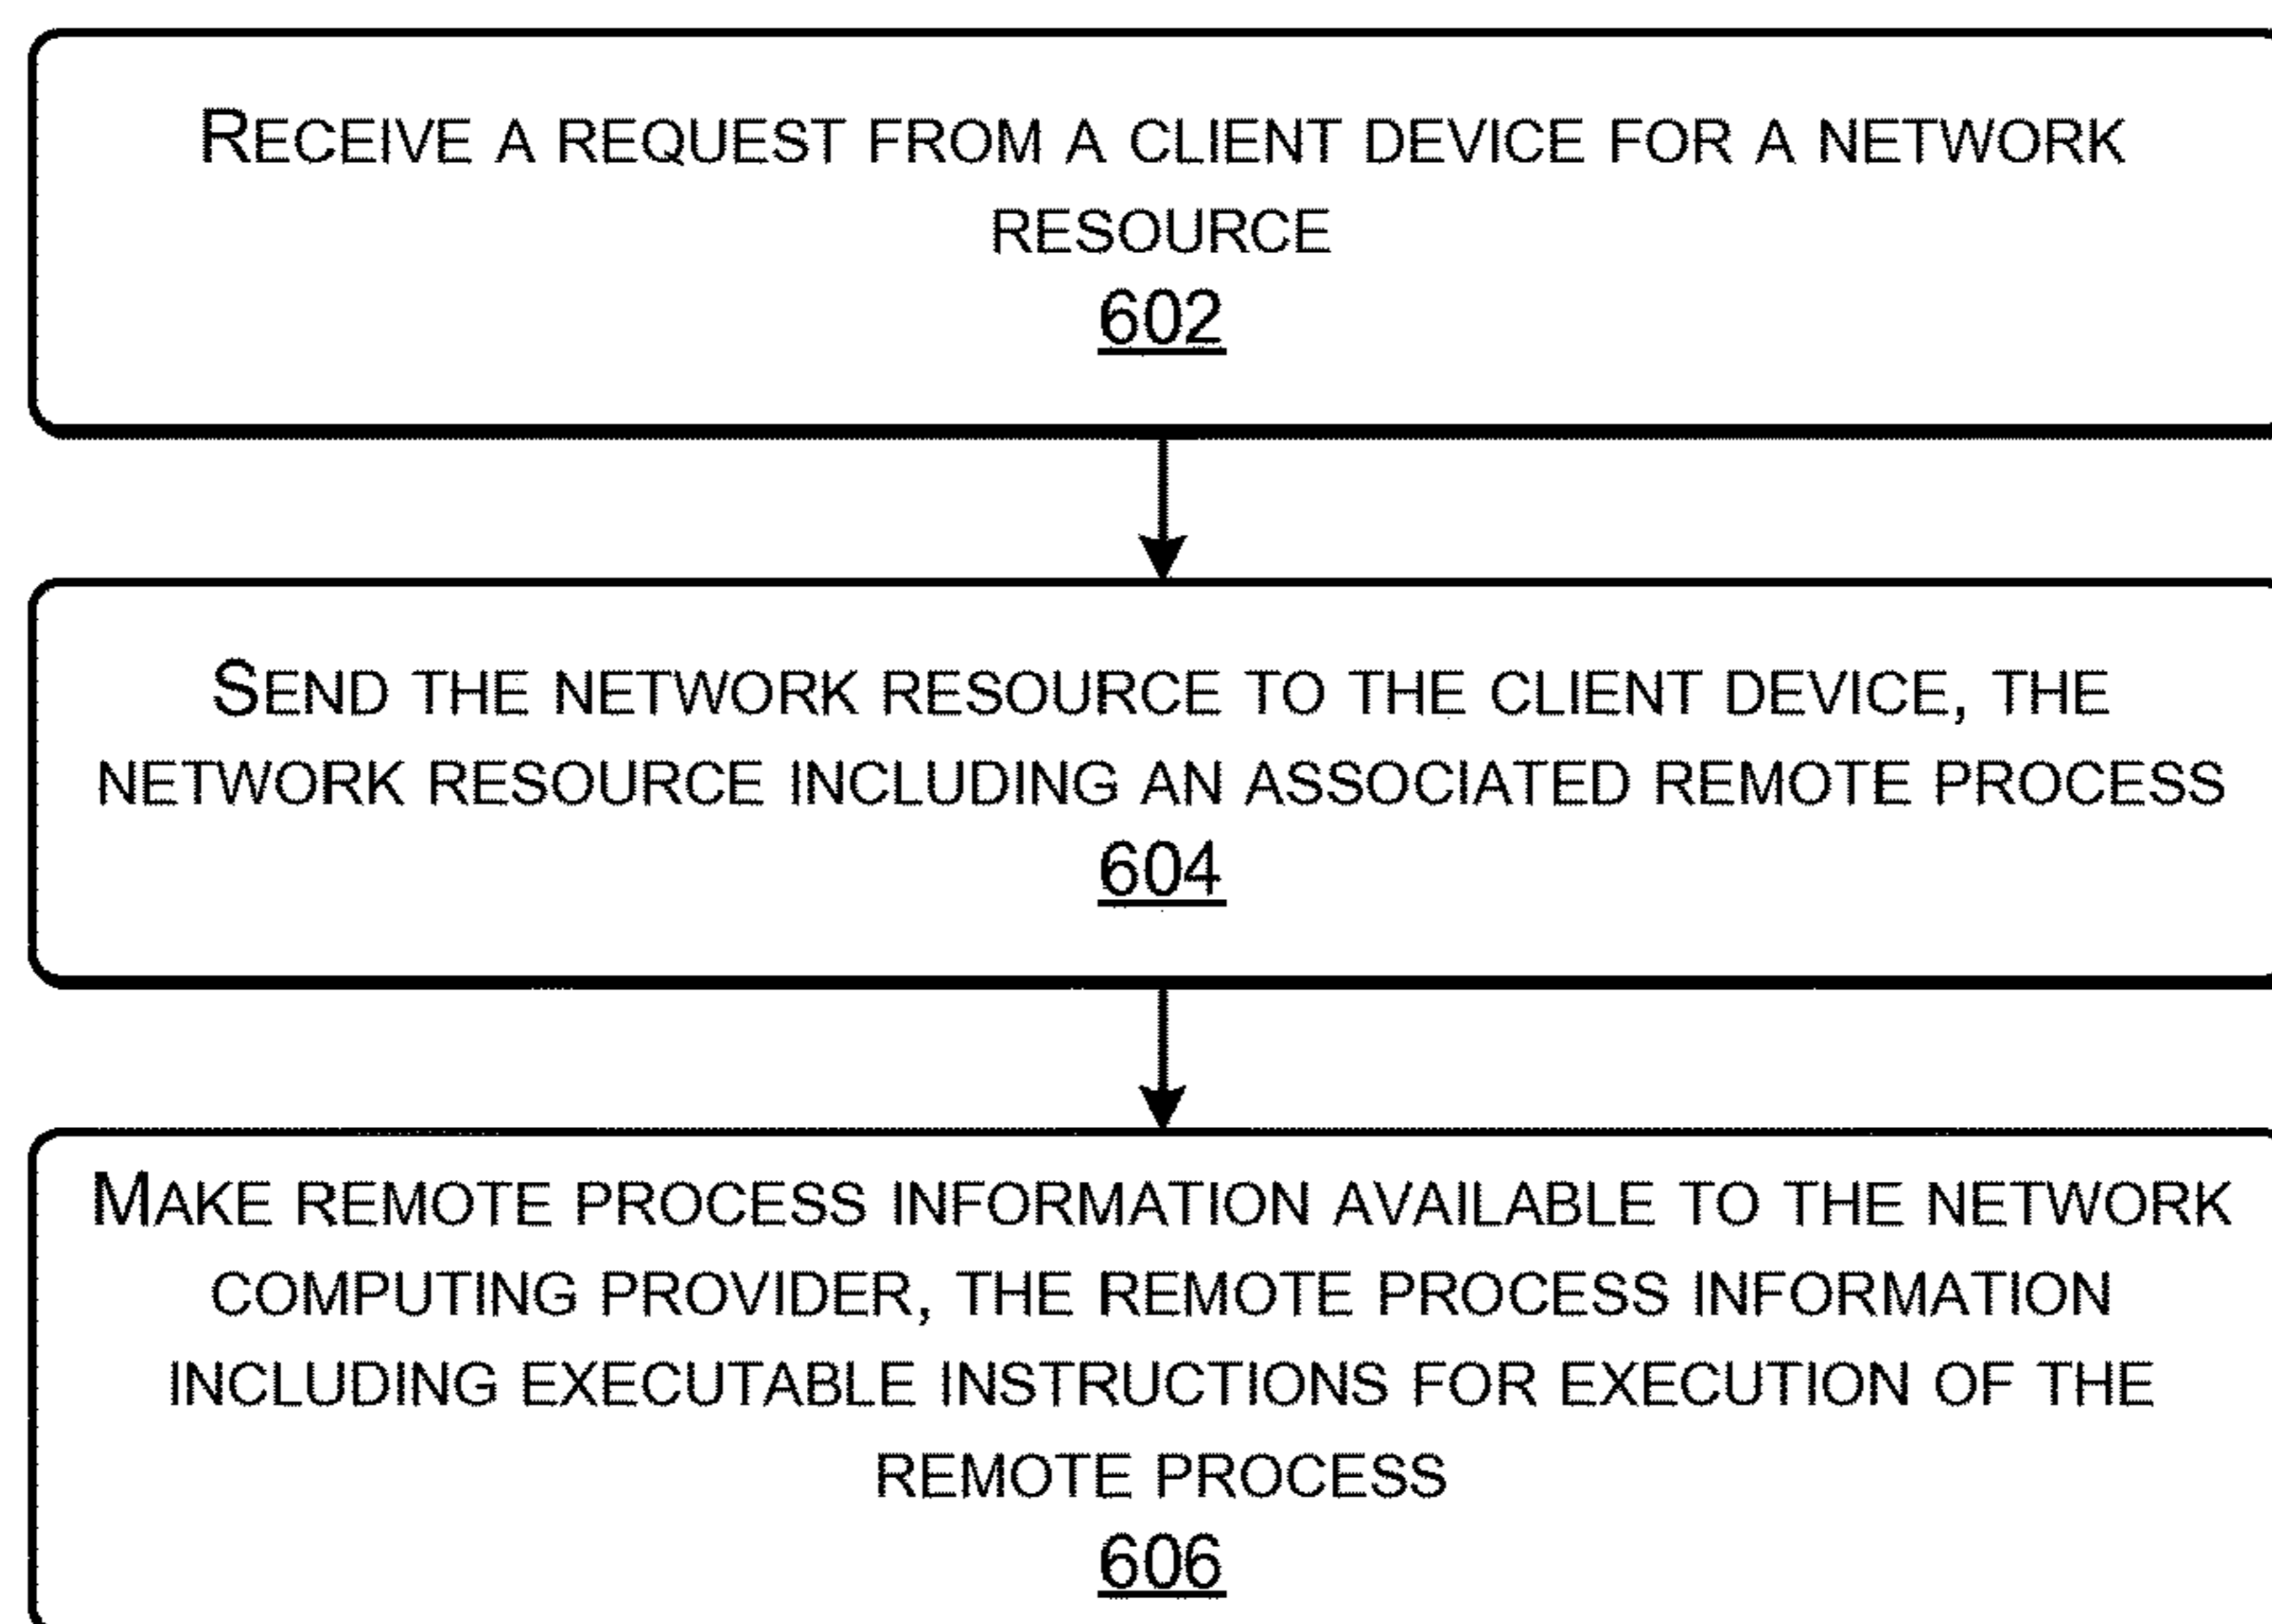 RECEIVE A REQUEST FROM A CLIENT DEVICE FOR A NETWORK
RESOURCE
602
SEND THE NETWORK RESOURCE TO THE CLIENT DEVICE, THE
NETWORK RESOURCE INCLUDING AN ASSOCIATED REMOTE PROCESS
604
MAKE REMOTE PROCESS INFORMATION AVAILABLE TO THE NETWORK
COMPUTING PROVIDER, THE REMOTE PROCESS INFORMATION
INCLUDING EXECUTABLE INSTRUCTIONS FOR EXECUTION OF THE
REMOTE PROCESS
606